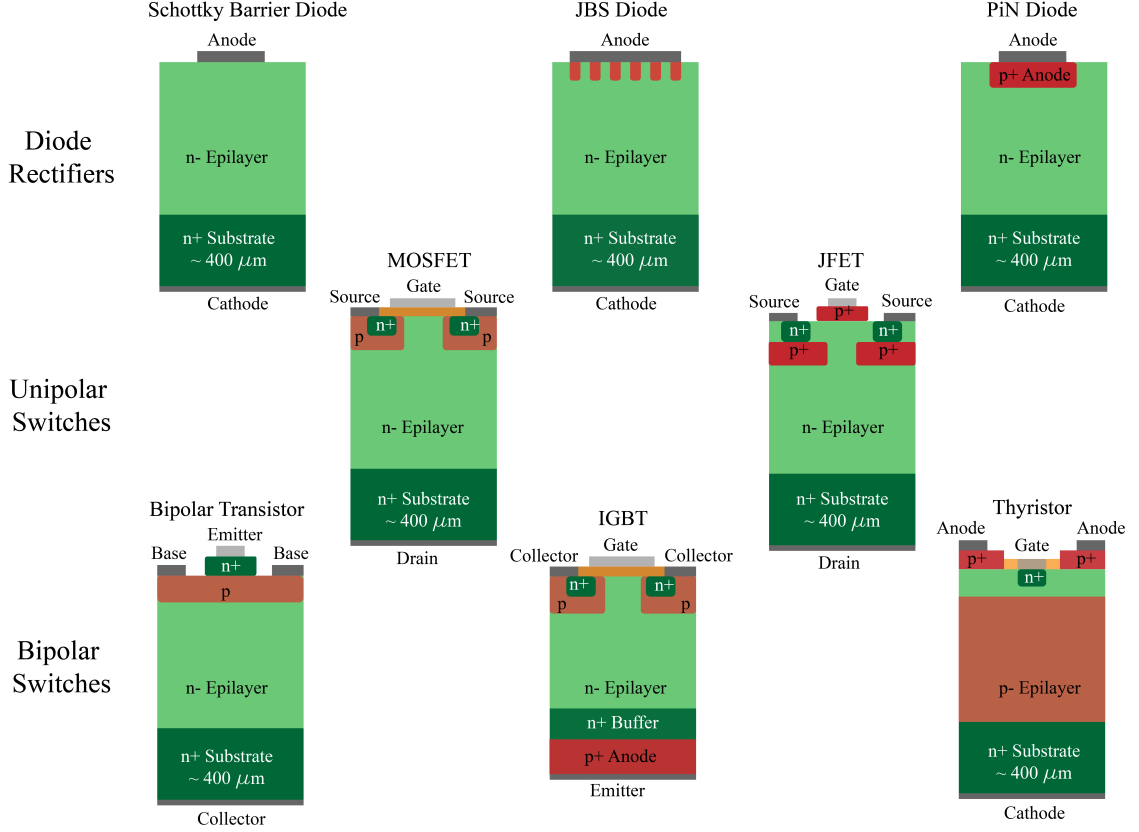 Schottky Barrier Diode
Anode
n- Epilayer
n+ Substrate
~ 400 μm
Cathode
JBS Diode
Anode
n- Epilayer
n+ Substrate
~ 400 μm
Cathode
PiN Diode
Anode
p+ Anode
n- Epilayer
n+ Substrate
~ 400 μm
Cathode
Diode
Rectifiers
MOSFET
Gate
Source
Source
n+
n+
p
p
n- Epilayer
n+ Substrate
~ 400 μm
Drain
JFET
Gate
Source
Source
p+
n+
n+
p+
p+
n- Epilayer
n+ Substrate
~ 400 μm
Drain
Unipolar
Switches
Bipolar Transistor
Emitter
Base
Base
n+
p
n- Epilayer
n+ Substrate
~ 400 μm
Collector
IGBT
Gate
Collector
Collector
n+
n+
p
p
n- Epilayer
n+ Buffer
p+ Anode
Emitter
Thyristor
Anode
Anode
Gate
p+
p+
n+
p- Epilayer
n+ Substrate
~ 400 μm
Cathode
Bipolar
Switches